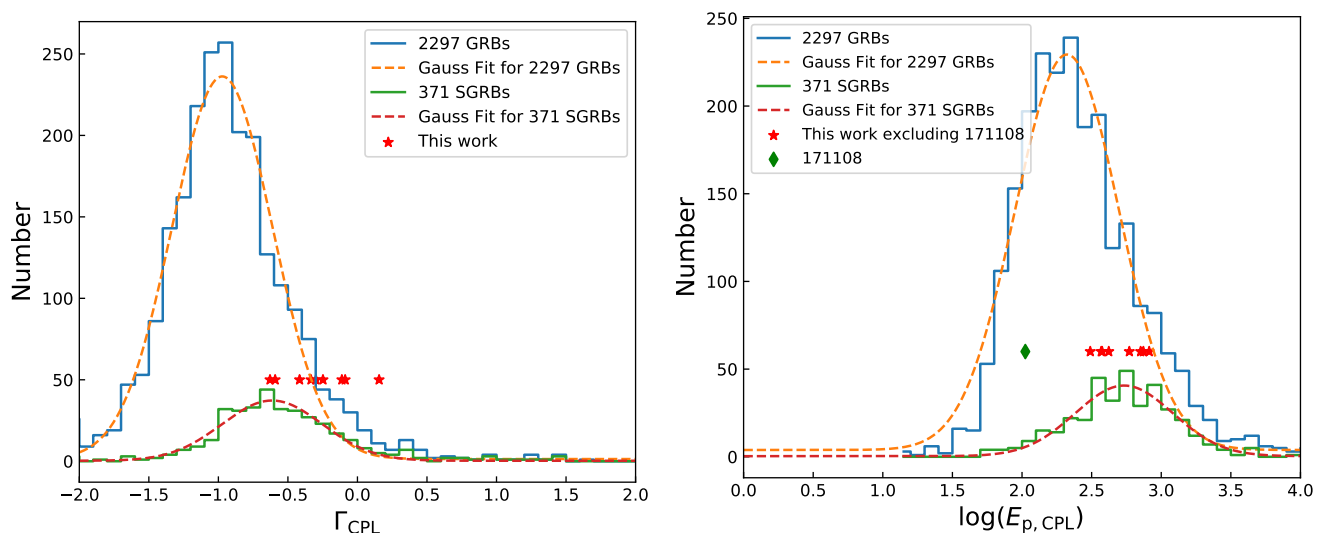 2297 GRBs
Gauss Fit for 2297 GRBs
371 SGRBs
Gauss Fit for 371 SGRBs
This work
Number
250
200
150
100
50
0
−2.0 −1.5 −1.0 −0.5 0.0 0.5 1.0 1.5 2.0
Γ_CPL
2297 GRBs
Gauss Fit for 2297 GRBs
371 SGRBs
Gauss Fit for 371 SGRBs
This work excluding 171108
171108
Number
250
200
150
100
50
0
0.0 0.5 1.0 1.5 2.0 2.5 3.0 3.5 4.0
log(E_p, CPL)